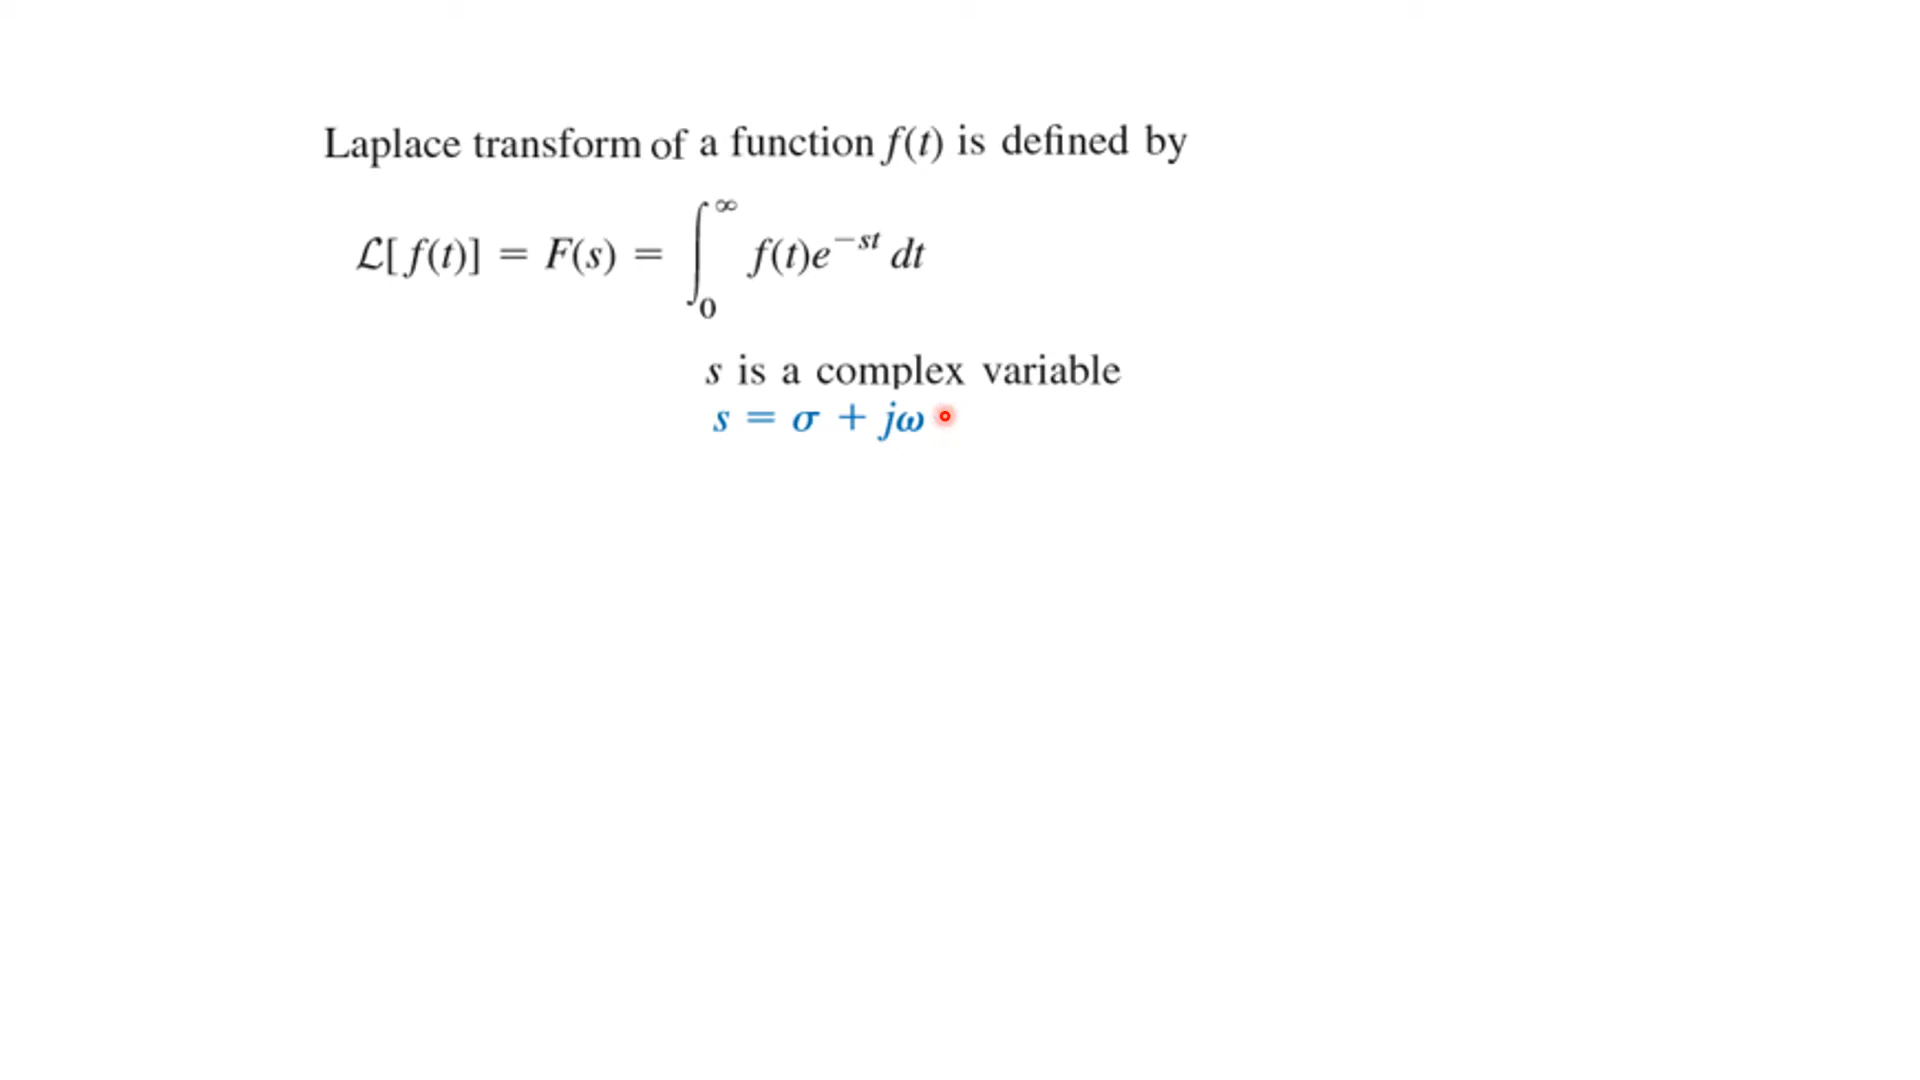 Laplace transform of a function f(t) is defined by
ℒ[f(t)] = F(s) = ∫₀^∞ f(t)e^{−st} dt
s is a complex variable
s = σ + jω